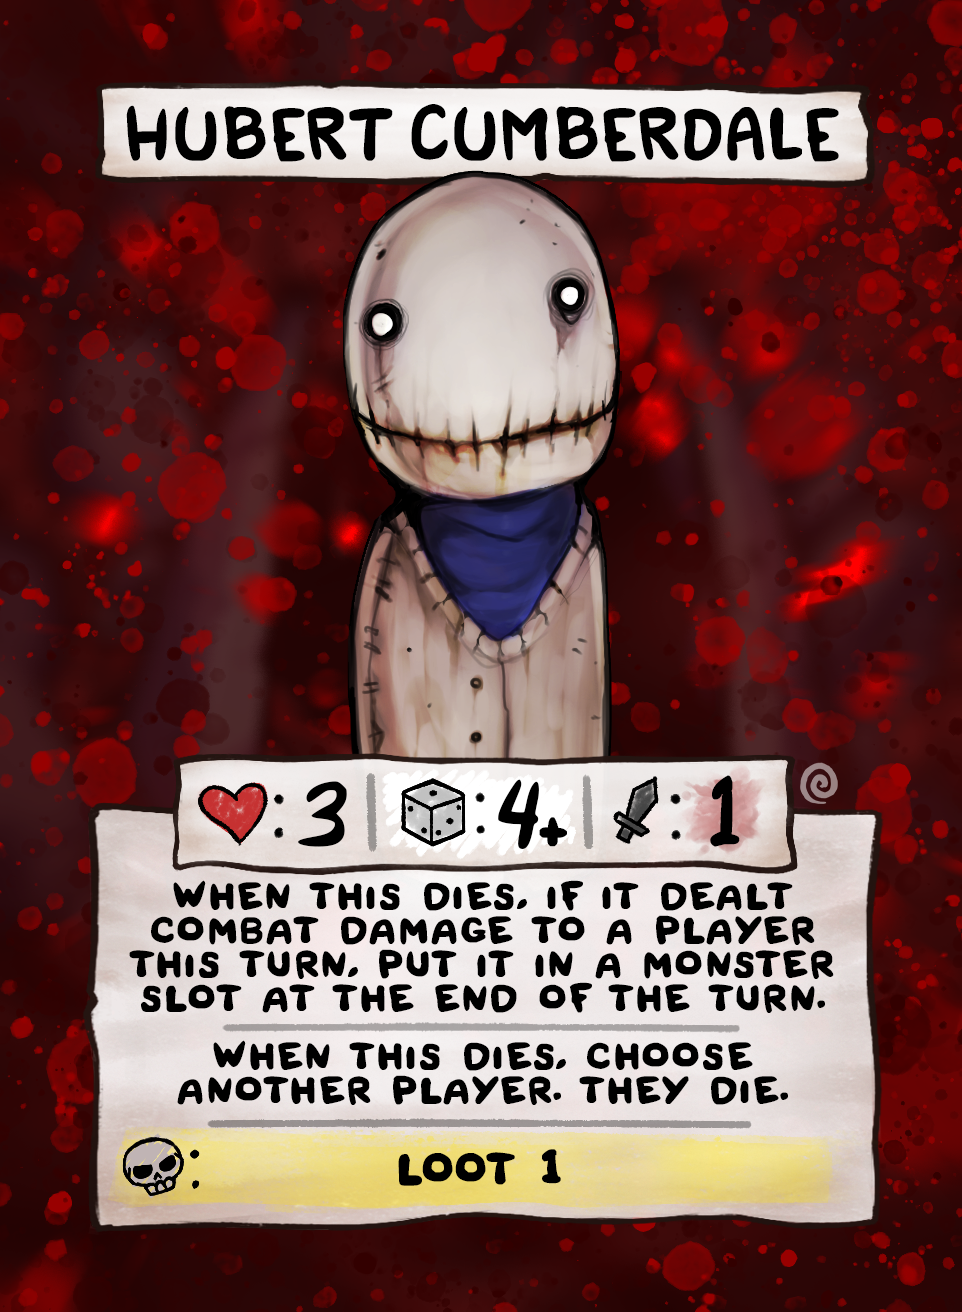 HUBERT CUMBERDALE
: 3 : 4+ : 1
WHEN THIS DIES, IF IT DEALT
COMBAT DAMAGE TO A PLAYER
THIS TURN, PUT IT IN A MONSTER
SLOT AT THE END OF THE TURN.
WHEN THIS DIES, CHOOSE
ANOTHER PLAYER. THEY DIE.
: LOOT 1